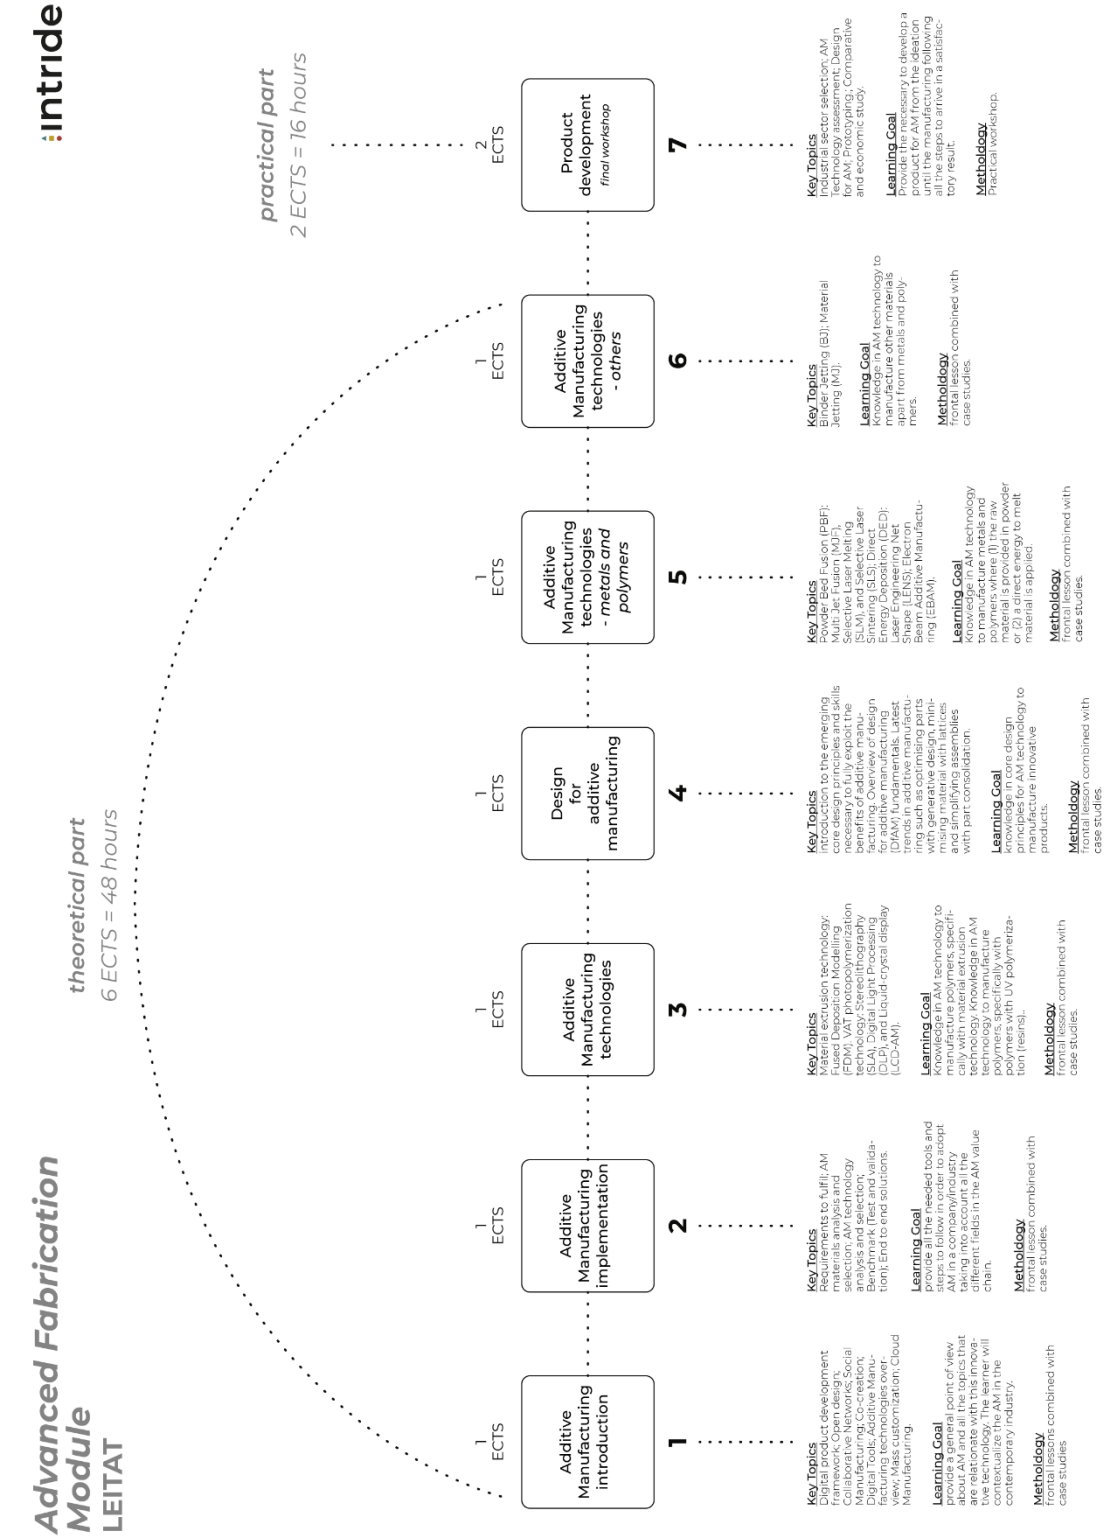 Advanced Fabrication
Module
LEITAT
intride
theoretical part
6 ECTS = 48 hours
practical part
2 ECTS = 16 hours
1
ECTS
Additive
Manufacturing
introduction
1
Key Topics
Digital product development
framework; Open design;
Collaborative Networks; Social
Manufacturing; Co-creation;
Digital Tools; Additive Manu-
facturing technologies over-
view; Mass customization; Cloud
Manufacturing.
Learning Goal
provide a general point of view
about AM and all the topics that
are relationate with this innova-
tive technology. The learner will
contextualize the AM in the
contemporary industry.
Metholdogy
frontal lessons combined with
case studies
1
ECTS
Additive
Manufacturing
implementation
2
Key Topics
Requirements to fulfil; AM
materials analysis and
selection; AM technology
analysis and selection;
Benchmark (Test and valida-
tion); End to end solutions.
Learning Goal
provide all the needed tools and
steps to follow in order to adopt
AM in a company/industry
taking into account all the
different fields in the AM value
chain.
Metholdogy
frontal lesson combined with
case studies.
1
ECTS
Additive
Manufacturing
technologies
3
Key Topics
Material extrusion technology:
Fused Deposition Modelling
(FDM). VAT photopolymerization
technology: Stereolithography
(SLA), Digital Light Processing
(DLP), and Liquid-crystal display
(LCD-AM).
Learning Goal
Knowledge in AM technology to
manufacture polymers, specifi-
cally with material extrusion
technology. Knowledge in AM
technology to manufacture
polymers, specifically with
polymers with UV polymeriza-
tion (resins)..
Metholdogy
frontal lesson combined with
case studies.
1
ECTS
Design
for
additive
manufacturing
4
Key Topics
Introduction to the emerging
core design principles and skills
necessary to fully exploit the
benefits of additive manu-
facturing. Overview of design
for additive manufacturing
(DfAM) fundamentals. Latest
trends in additive manufactu-
ring such as optimising parts
with generative design, mini-
mising material with lattices
and simplifying assemblies
with part consolidation.
Learning Goal
knowledge in core design
principles for AM technology to
manufacture innovative
products.
Metholdogy
frontal lesson combined with
case studies.
1
ECTS
Additive
Manufacturing
technologies
- metals and
polymers
5
Key Topics
Powder Bed Fusion (PBF):
Multi Jet Fusion (MJF),
Selective Laser Melting
(SLM), and Selective Laser
Sintering (SLS); Direct
Energy Deposition (DED):
Laser Engineering Net
Shape (LENS); Electron
Beam Additive Manufactu-
ring (EBAM).
Learning Goal
Knowledge in AM technology
to manufacture metals and
polymers where (1) the raw
material is provided in powder
or (2) a direct energy to melt
material is applied.
Metholdogy
frontal lesson combined with
case studies.
1
ECTS
Additive
Manufacturing
technologies
- others
6
Key Topics
Binder Jetting (BJ); Material
Jetting (MJ).
Learning Goal
Knowledge in AM technology to
manufacture other materials
apart from metals and poly-
mers.
Metholdogy
frontal lesson combined with
case studies.
2
ECTS
Product
development
final workshop
7
Key Topics
Industrial sector selection; AM
Technology assessment; Design
for AM; Prototyping; Comparative
and economic study.
Learning Goal
Provide the necessary to develop a
product for AM from the ideation
until the manufacturing following
all the steps to arrive in a satisfac-
tory result.
Metholdogy
Practical workshop.